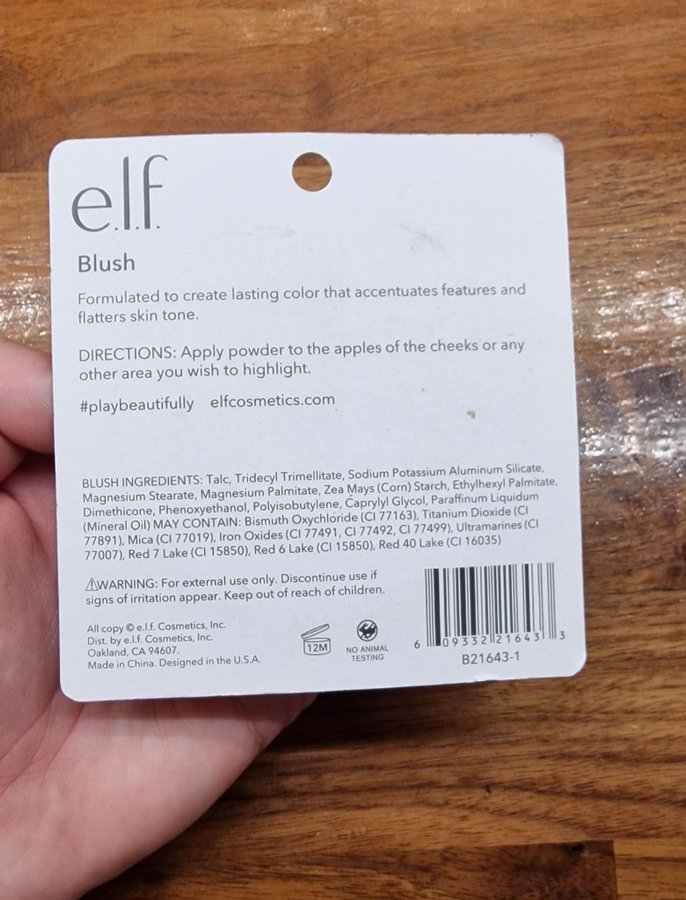 e.l.f.
Blush
Formulated to create lasting color that accentuates features and
flatters skin tone.
DIRECTIONS: Apply powder to the apples of the cheeks or any
other area you wish to highlight.
#playbeautifully elfcosmetics.com
BLUSH INGREDIENTS: Talc, Tridecyl Trimellitate, Sodium Potassium Aluminum Silicate,
Magnesium Stearate, Magnesium Palmitate, Zea Mays (Corn) Starch, Ethylhexyl Palmitate,
Dimethicone, Phenoxyethanol, Polyisobutylene, Caprylyl Glycol, Paraffinum Liquidum
(Mineral Oil) MAY CONTAIN: Bismuth Oxychloride (CI 77163), Titanium Dioxide (CI
77891), Mica (CI 77019), Iron Oxides (CI 77491, CI 77492, CI 77499), Ultramarines (CI
77007), Red 7 Lake (CI 15850), Red 6 Lake (CI 15850), Red 40 Lake (CI 16035)
⚠WARNING: For external use only. Discontinue use if
signs of irritation appear. Keep out of reach of children.
All copy © e.l.f. Cosmetics, Inc.
Dist. by e.l.f. Cosmetics, Inc.
Oakland, CA 94607.
Made in China. Designed in the U.S.A.
12M
NO ANIMAL
TESTING
6 09332 21643 3
B21643-1